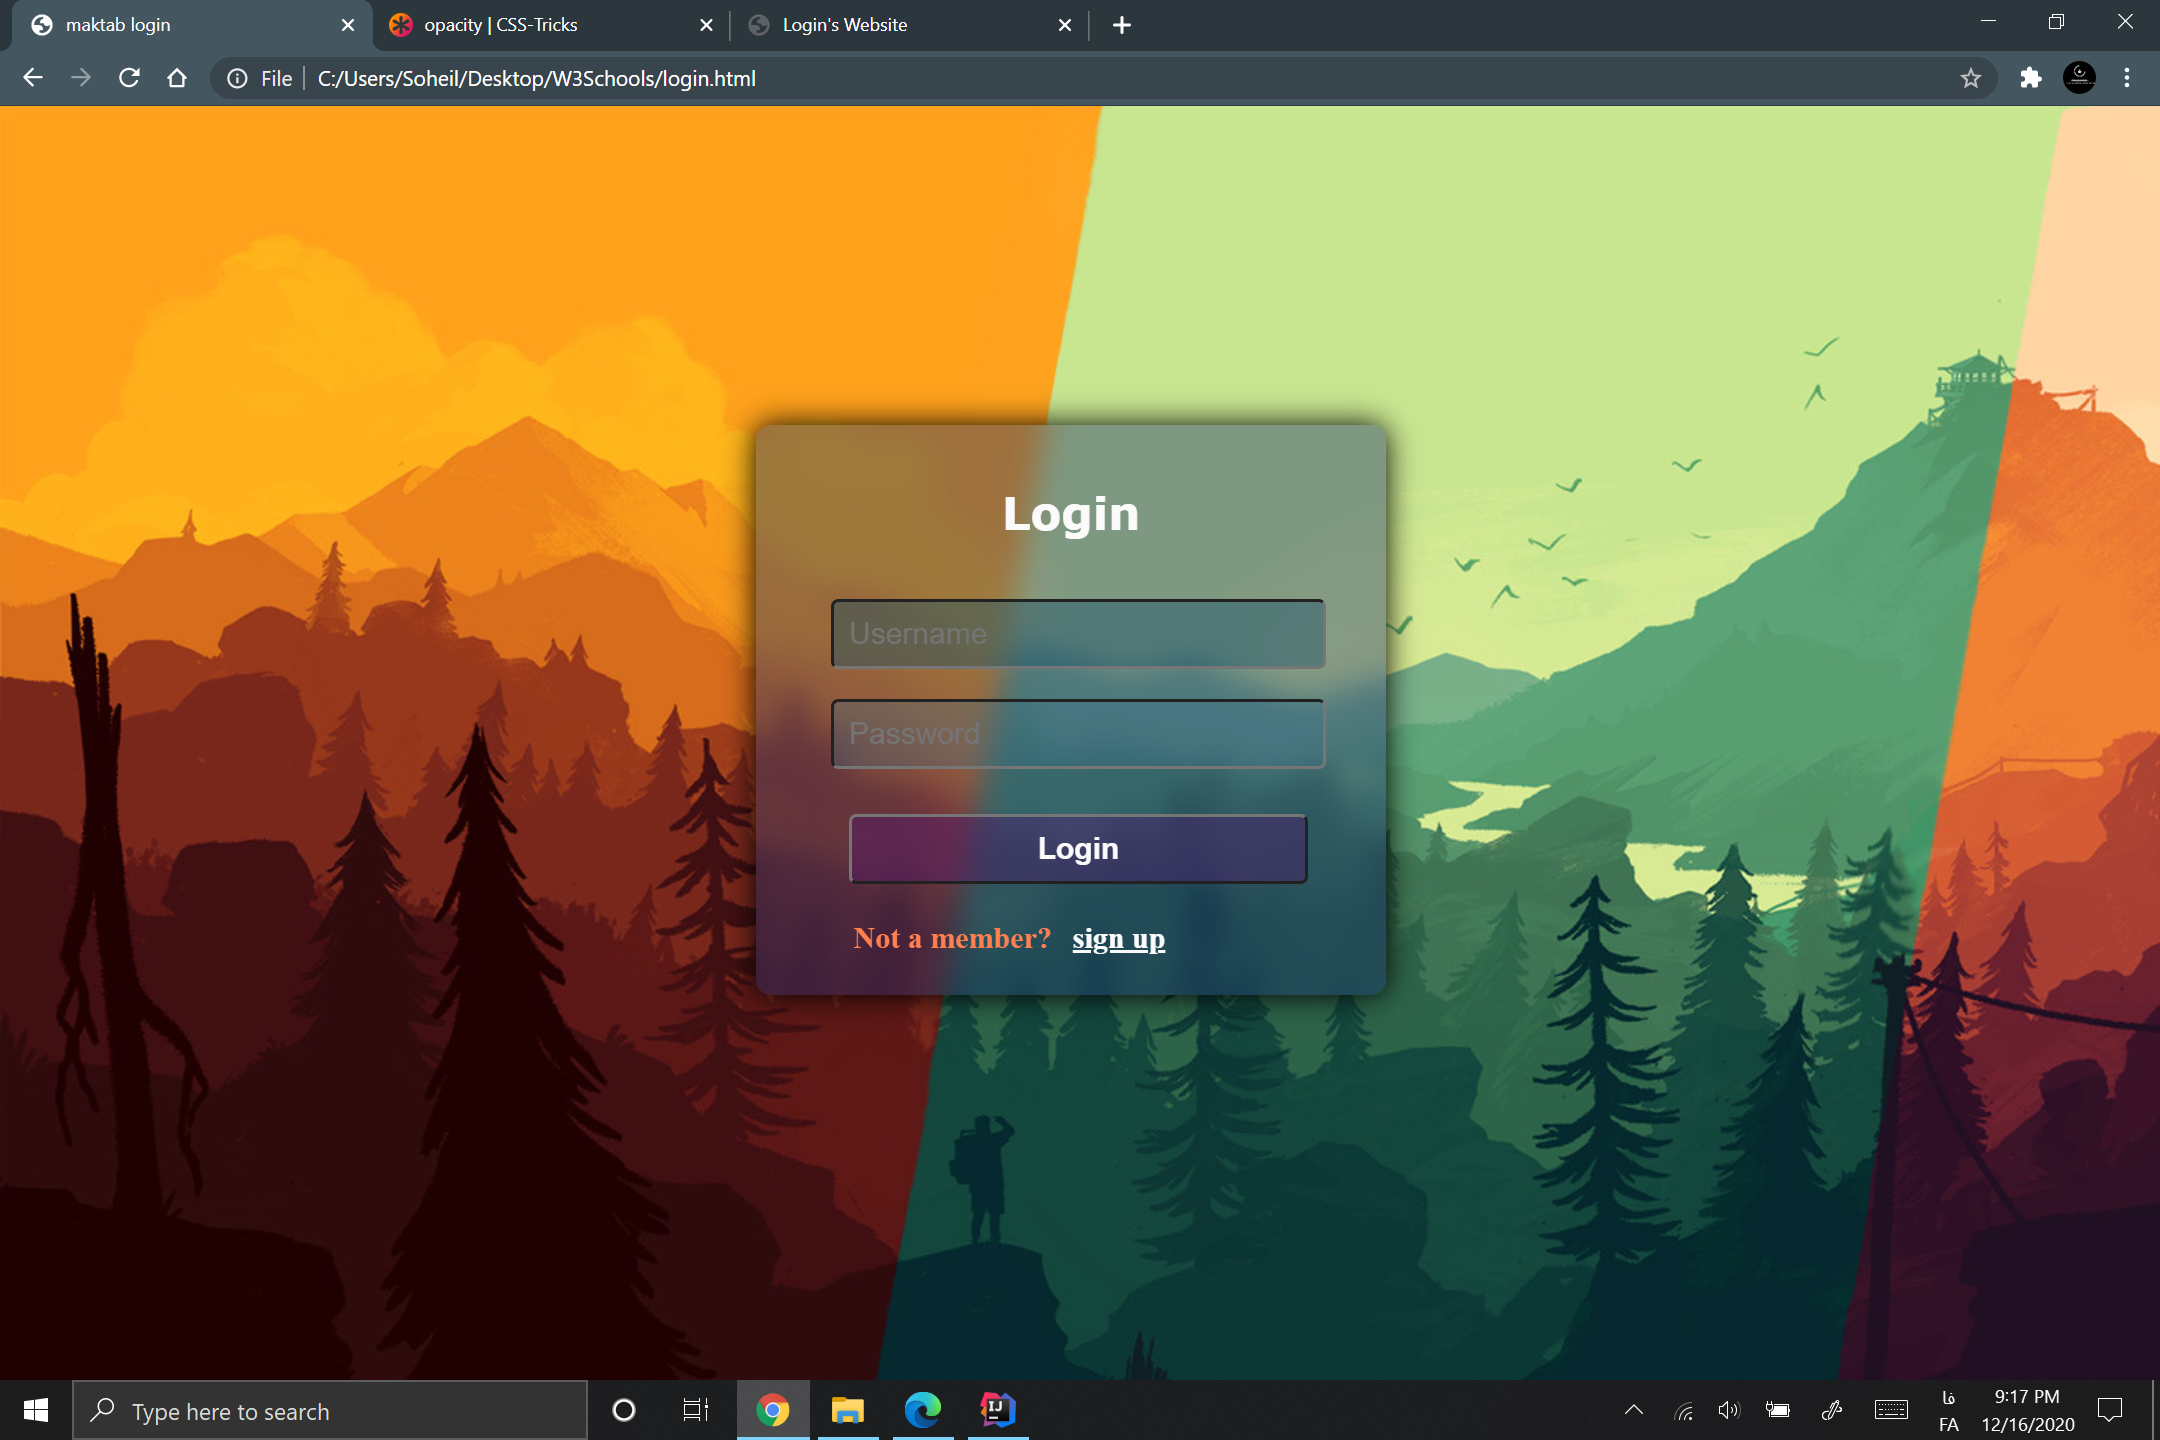 maktab login
opacity | CSS-Tricks
Login's Website
File
C:/Users/Soheil/Desktop/W3Schools/login.html
Login
Username
Password
Login
Not a member? sign up
Type here to search
IJ
فا
FA
9:17 PM
12/16/2020